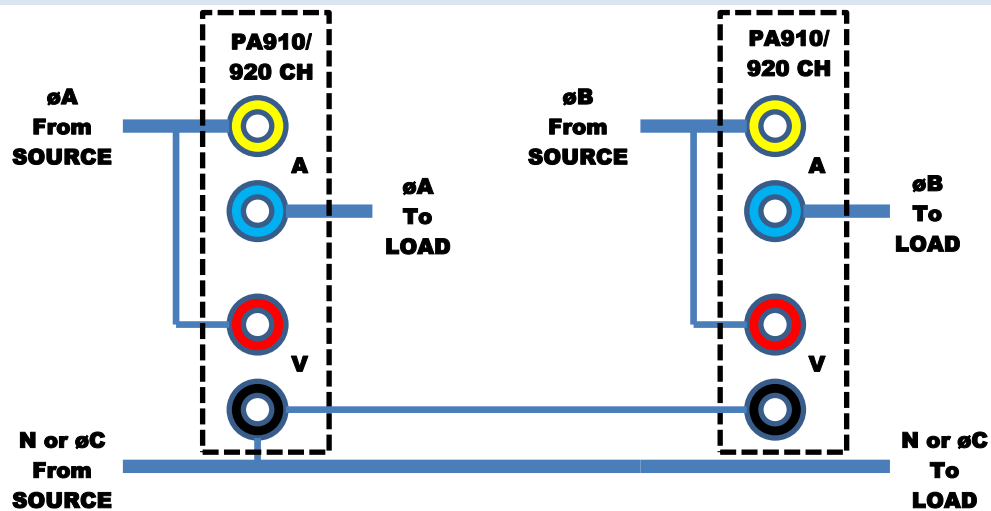 PA910/
920 CH
øA
From
SOURCE
A
øA
To
LOAD
V
N or øC
From
SOURCE
PA910/
920 CH
øB
From
SOURCE
A
øB
To
LOAD
V
N or øC
To
LOAD